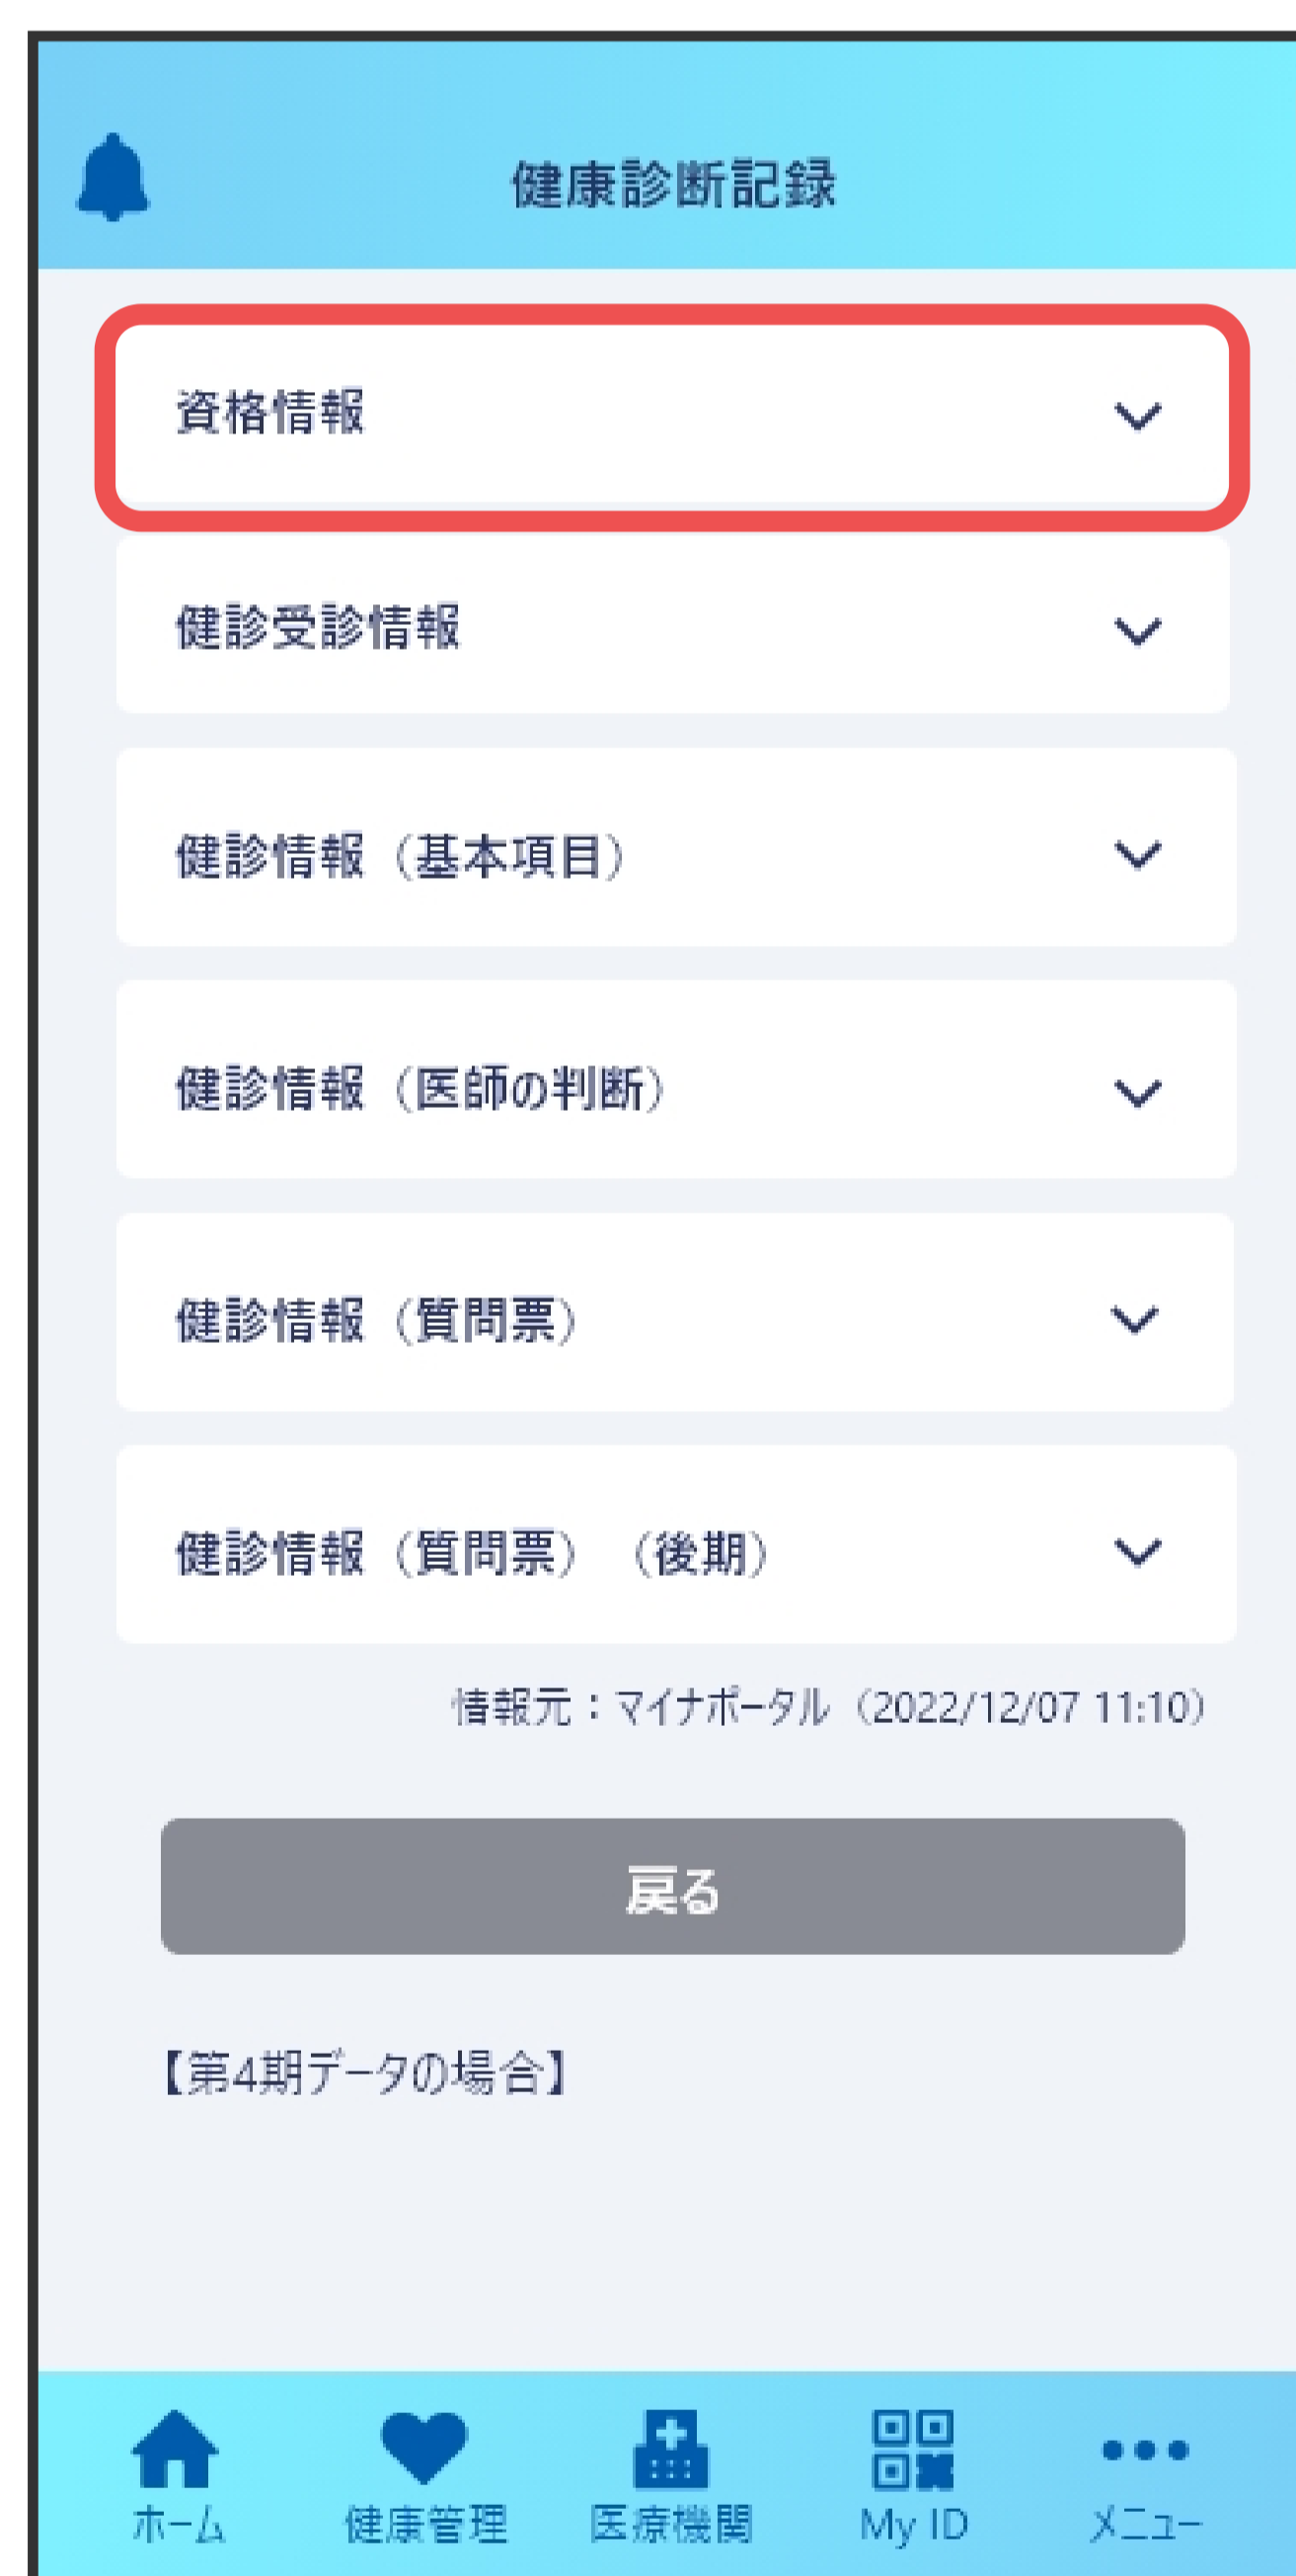 健康診断記録
資格情報
健診受診情報
健診情報（基本項目）
健診情報（医師の判断）
健診情報（質問票）
健診情報（質問票）（後期）
情報元：マイナポータル（2022/12/07 11:10）
戻る
【第4期データの場合】
ホーム 健康管理 医療機関 My ID メニュー